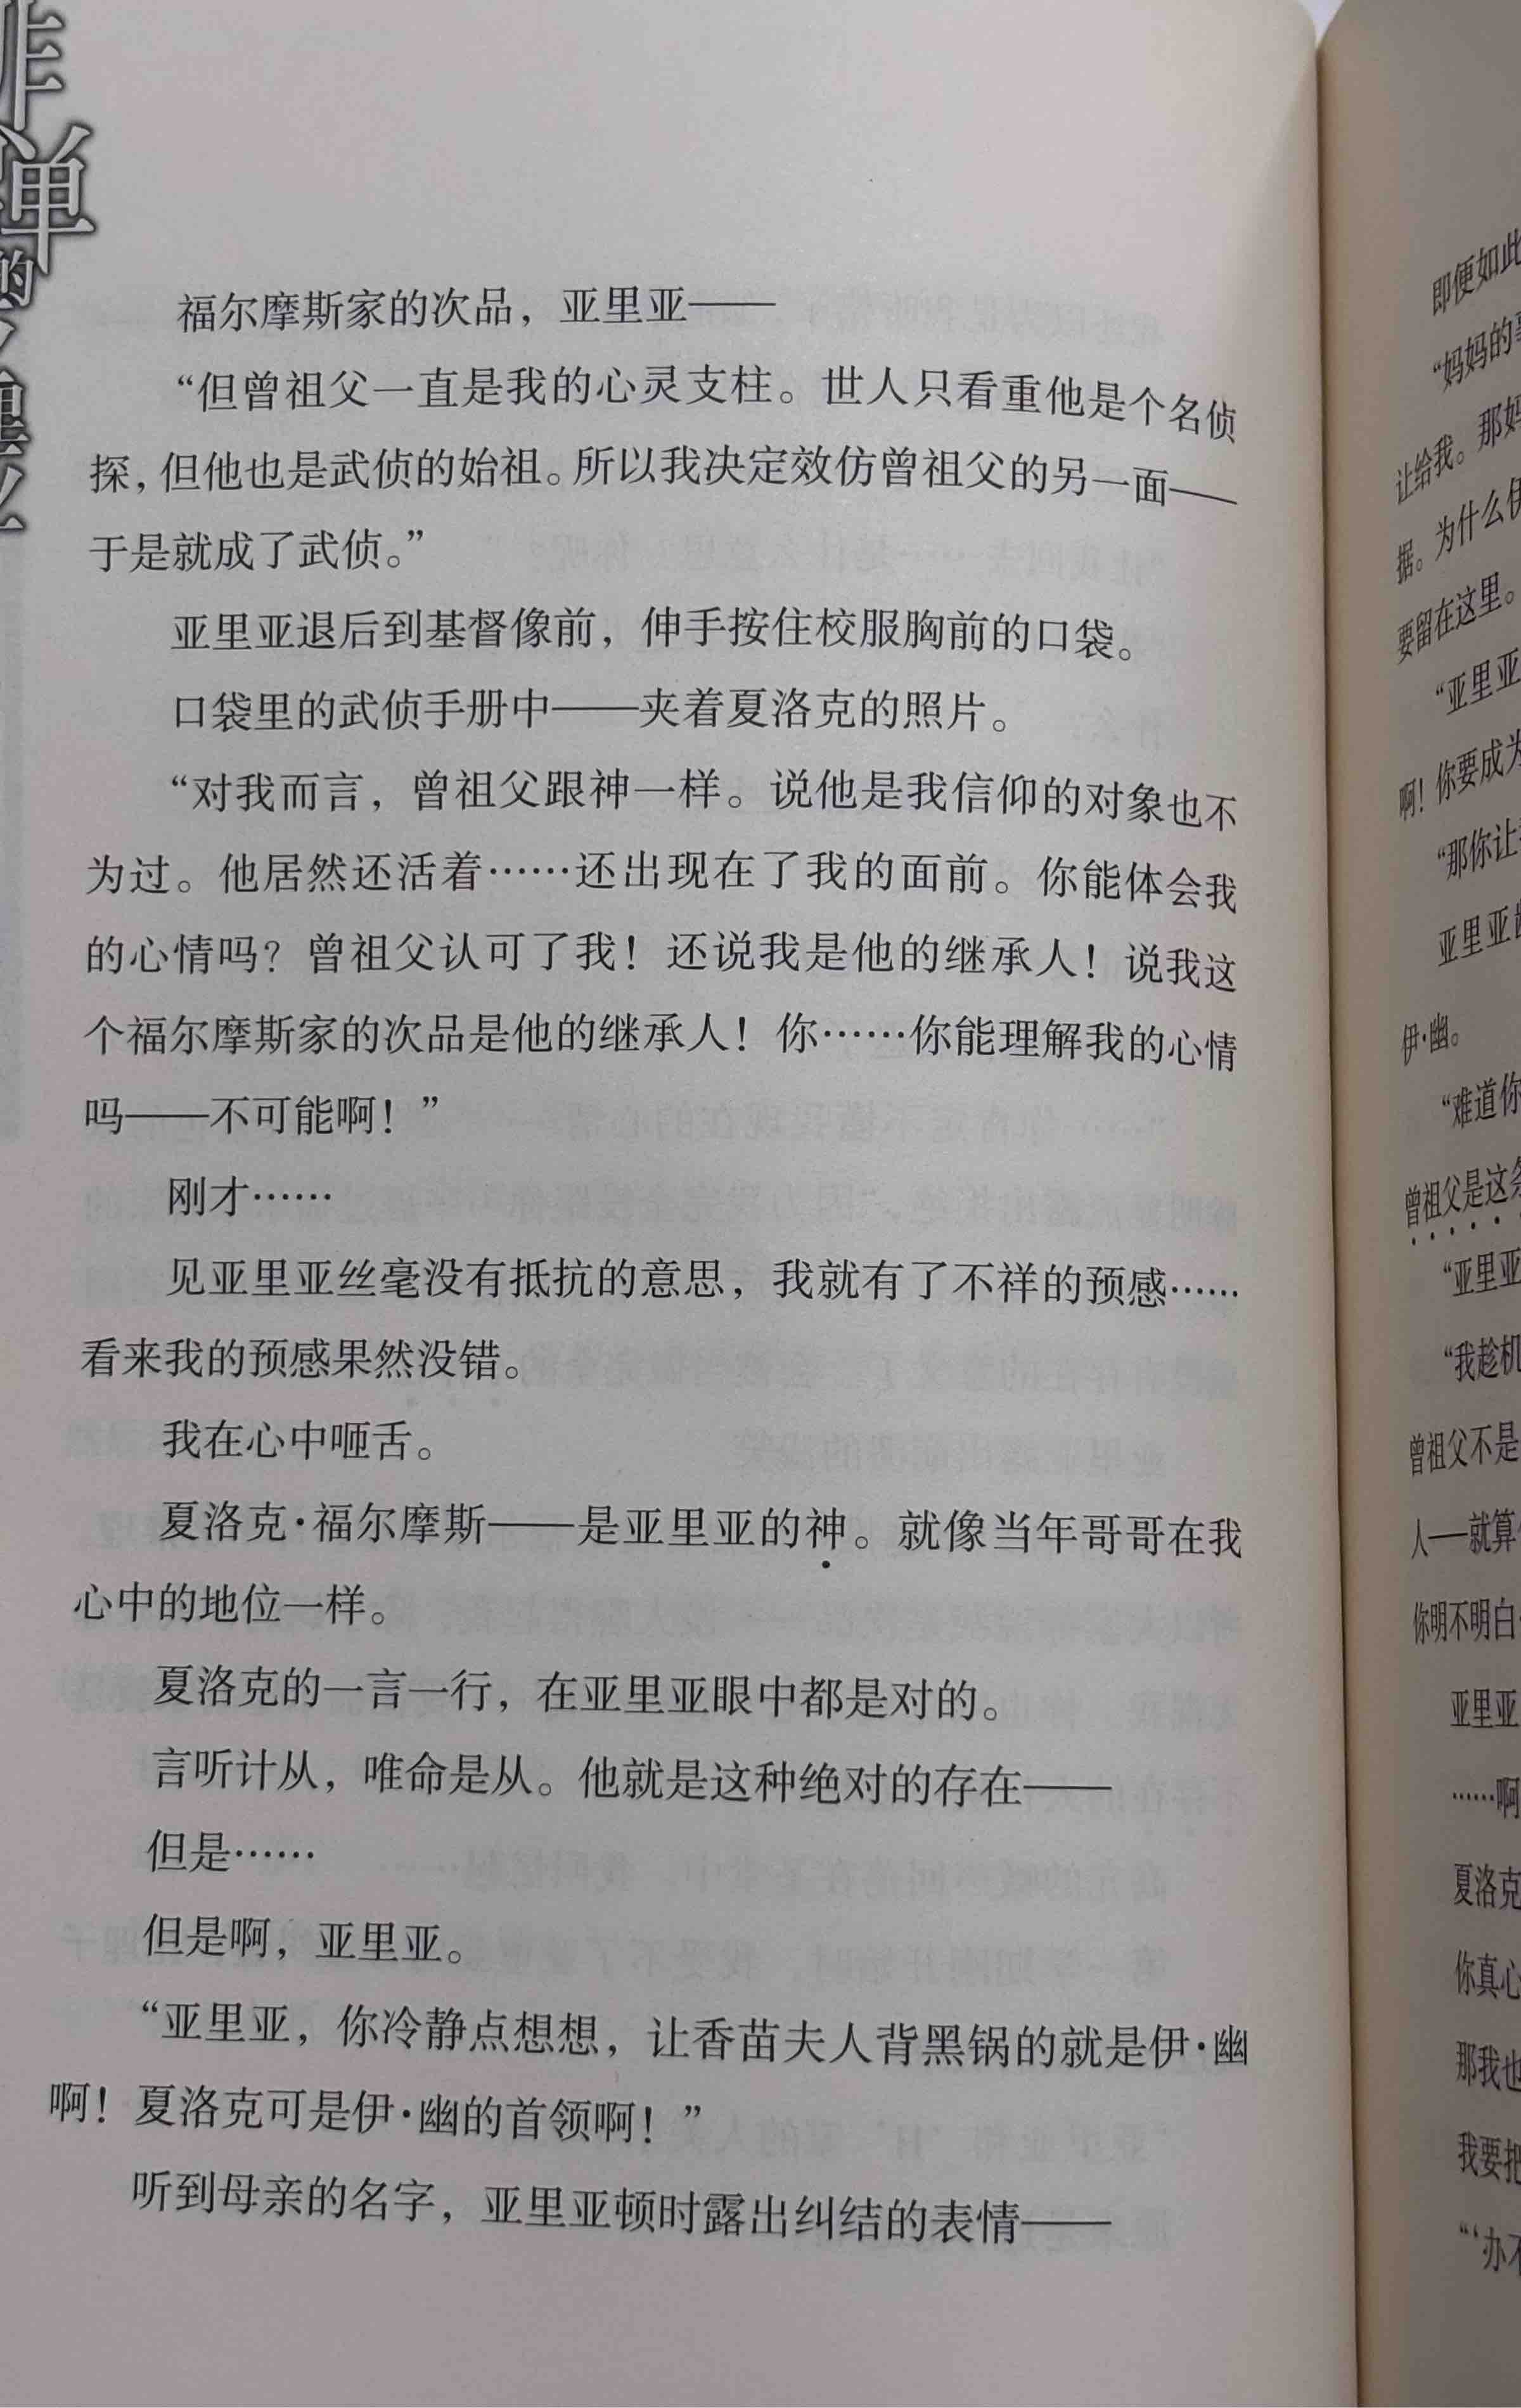 福尔摩斯家的次品，亚里亚——
“但曾祖父一直是我的心灵支柱。世人只看重他是个名侦
探，但他也是武侦的始祖。所以我决定效仿曾祖父的另一面——
于是就成了武侦。”
亚里亚退后到基督像前，伸手按住校服胸前的口袋。
口袋里的武侦手册中——夹着夏洛克的照片。
“对我而言，曾祖父跟神一样。说他是我信仰的对象也不
为过。他居然还活着……还出现在了我的面前。你能体会我
的心情吗？曾祖父认可了我！还说我是他的继承人！说我这
个福尔摩斯家的次品是他的继承人！你……你能理解我的心情
吗——不可能啊！”
刚才……
见亚里亚丝毫没有抵抗的意思，我就有了不祥的预感……
看来我的预感果然没错。
我在心中咂舌。
夏洛克·福尔摩斯——是亚里亚的神。就像当年哥哥在我
心中的地位一样。
夏洛克的一言一行，在亚里亚眼中都是对的。
言听计从，唯命是从。他就是这种绝对的存在——
但是……
但是啊，亚里亚。
“亚里亚，你冷静点想想，让香苗夫人背黑锅的就是伊·幽
啊！夏洛克可是伊·幽的首领啊！”
听到母亲的名字，亚里亚顿时露出纠结的表情——
即便如此
“妈妈的
让给我。那妈
据。为什么伊
要留在这里。
“亚里亚
啊！你要成为
“那你让
亚里亚
伊·幽。
“难道你
曾祖父是这条
“亚里亚
“我趁机
曾祖父不是
人——就算
你明不明白
亚里亚
……啊
夏洛克
你真心
那我也
我要把
“‘办不